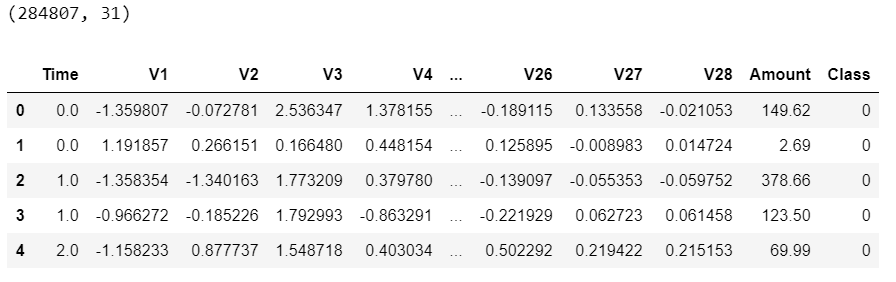 (284807, 31)
Time V1 V2 V3 V4 ... V26 V27 V28 Amount Class
0 0.0 -1.359807 -0.072781 2.536347 1.378155 ... -0.189115 0.133558 -0.021053 149.62 0
1 0.0 1.191857 0.266151 0.166480 0.448154 ... 0.125895 -0.008983 0.014724 2.69 0
2 1.0 -1.358354 -1.340163 1.773209 0.379780 ... -0.139097 -0.055353 -0.059752 378.66 0
3 1.0 -0.966272 -0.185226 1.792993 -0.863291 ... -0.221929 0.062723 0.061458 123.50 0
4 2.0 -1.158233 0.877737 1.548718 0.403034 ... 0.502292 0.219422 0.215153 69.99 0